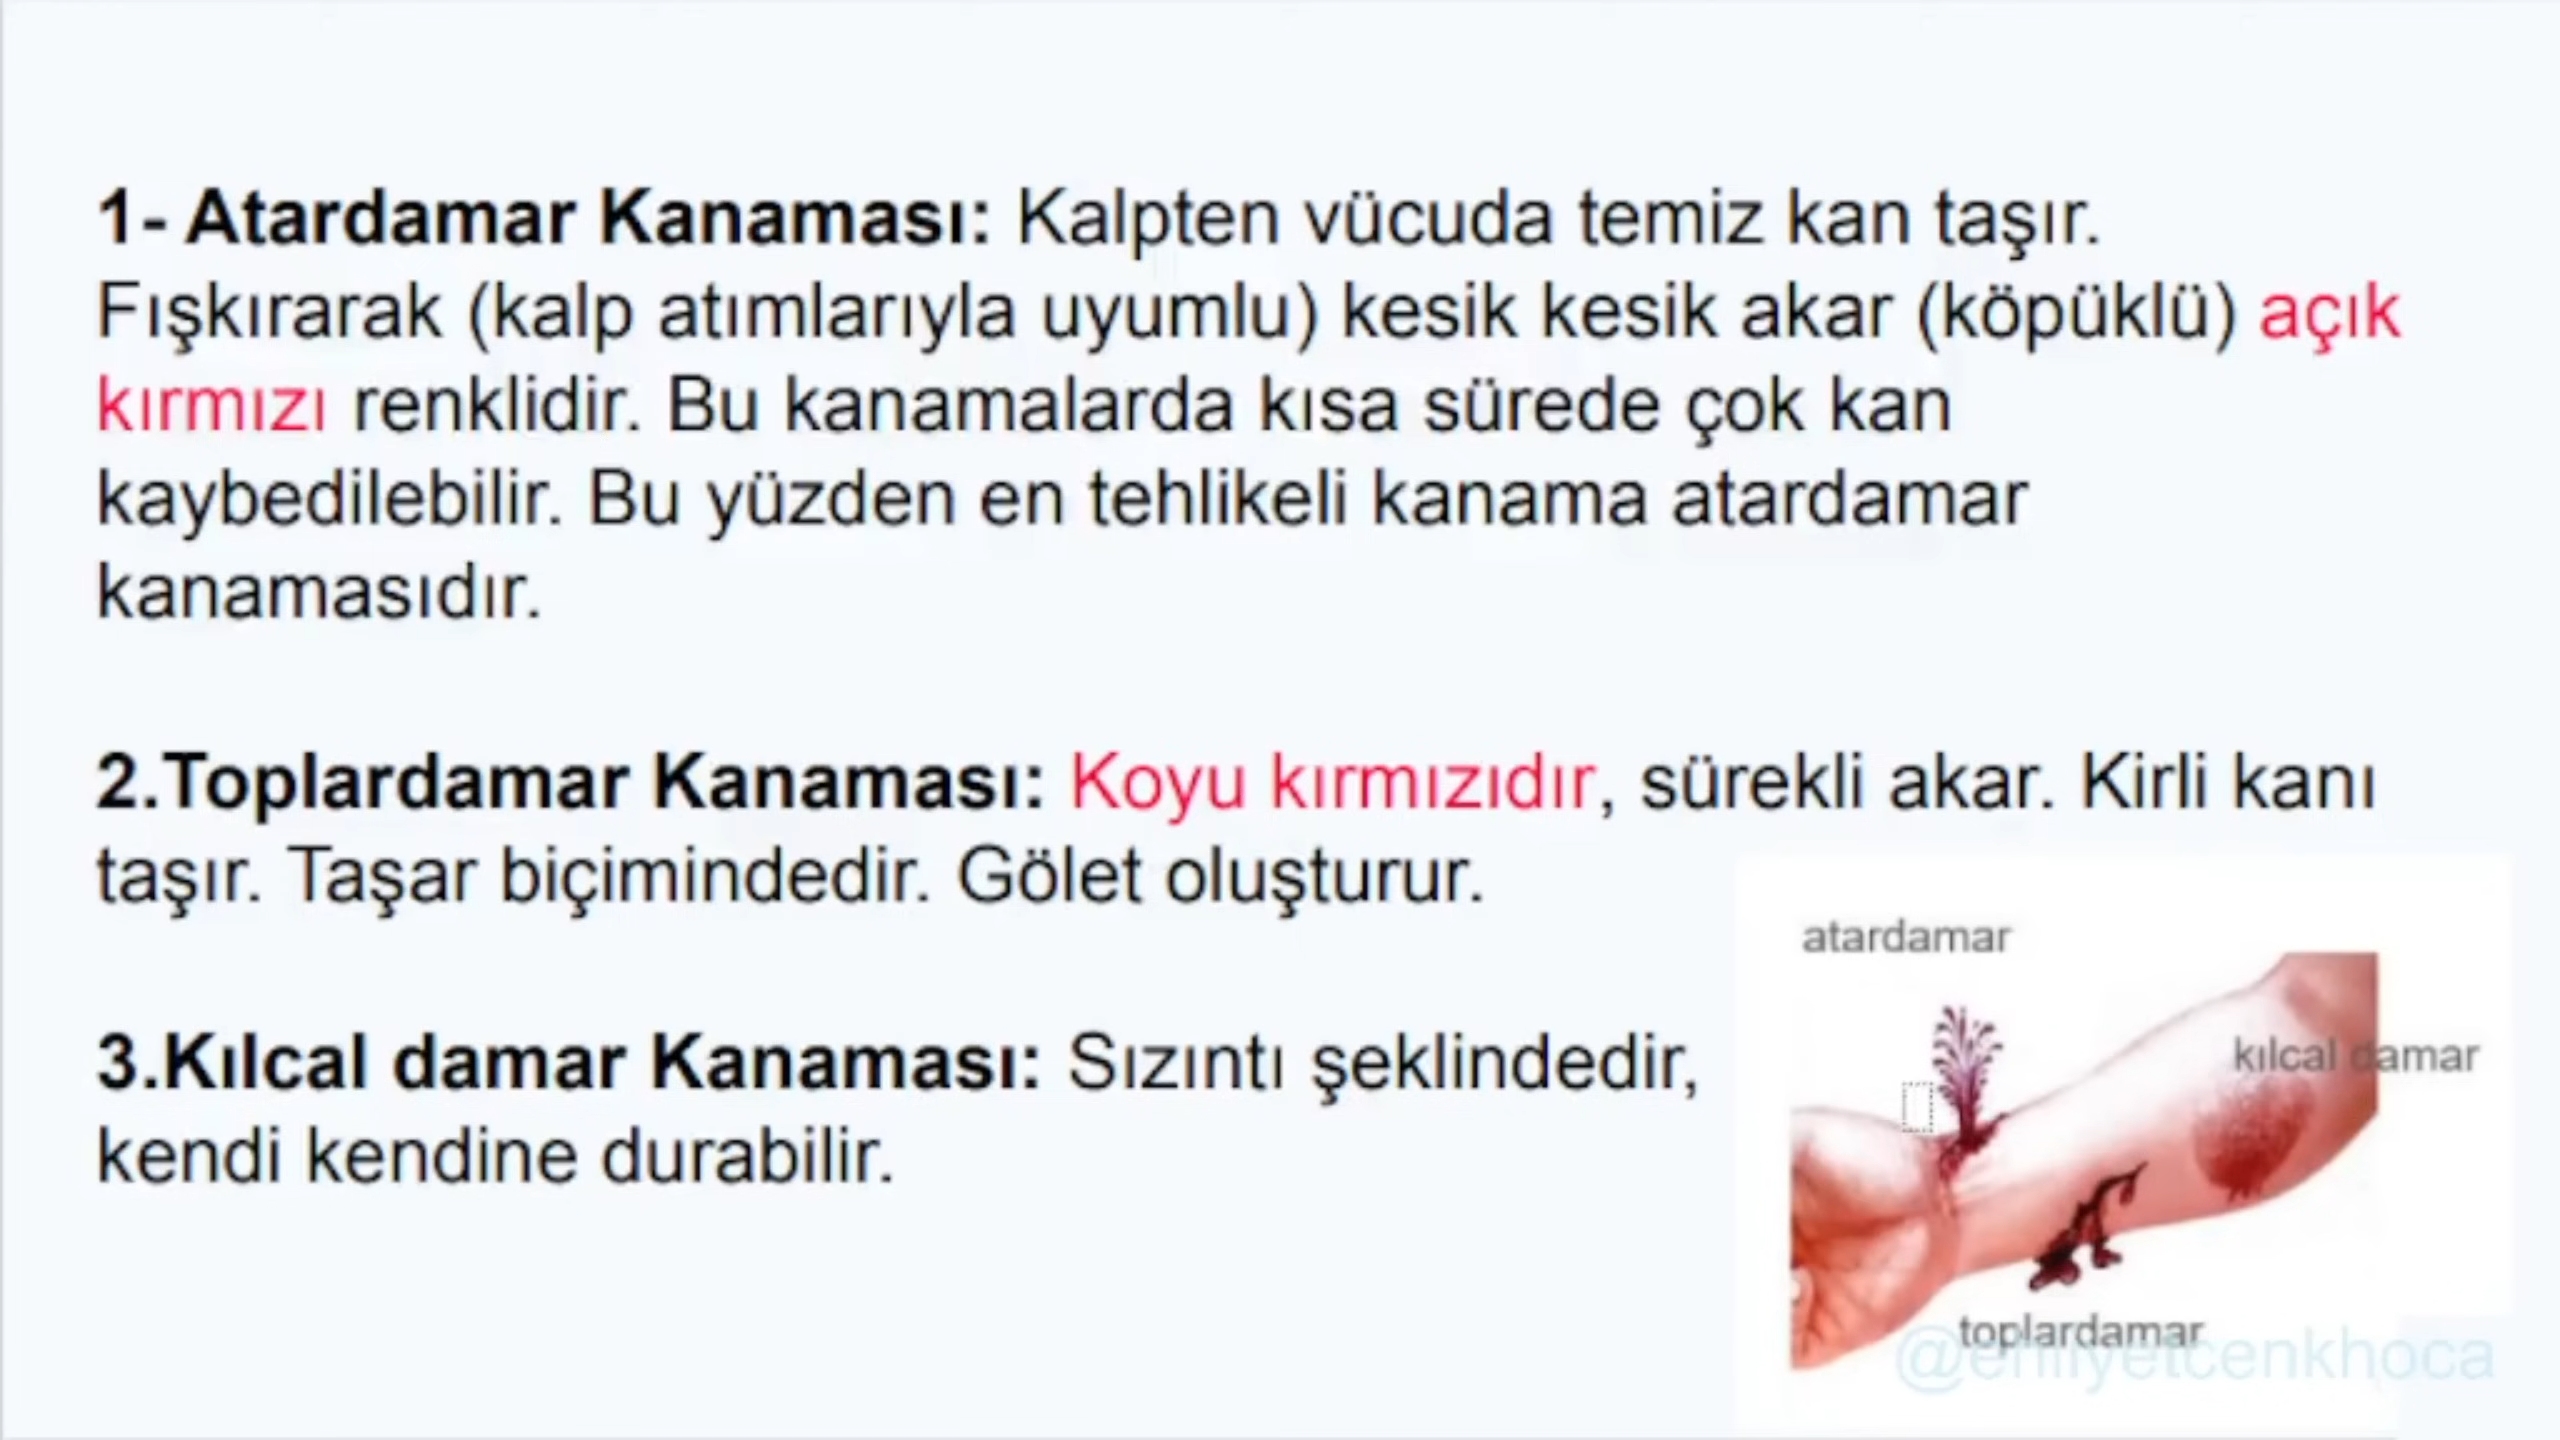 1- Atardamar Kanaması: Kalpten vücuda temiz kan taşır.
Fışkırarak (kalp atımlarıyla uyumlu) kesik kesik akar (köpüklü) açık
kırmızı renklidir. Bu kanamalarda kısa sürede çok kan
kaybedilebilir. Bu yüzden en tehlikeli kanama atardamar
kanamasıdır.
2.Toplardamar Kanaması: Koyu kırmızıdır, sürekli akar. Kirli kanı
taşır. Taşar biçimindedir. Gölet oluşturur.
3.Kılcal damar Kanaması: Sızıntı şeklindedir,
kendi kendine durabilir.
atardamar
kılcal damar
toplardamar
@ehliyetcenkhoca